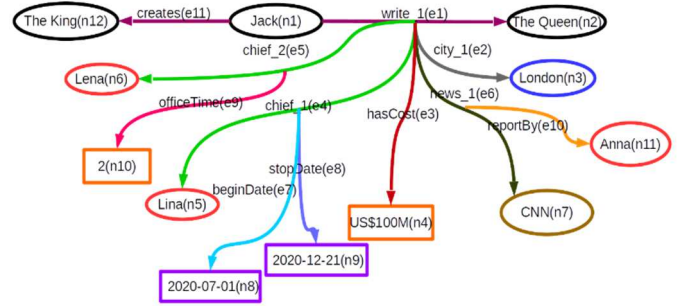 The King(n12)
creates(e11)
Jack(n1)
write_1(e1)
The Queen(n2)
chief_2(e5)
city_1(e2)
Lena(n6)
London(n3)
officeTime(e9)
chief_1(e4)
hasCost(e3)
news_1(e6)
reportBy(e10)
Anna(n11)
2(n10)
stopDate(e8)
beginDate(e7)
Lina(n5)
US$100M(n4)
CNN(n7)
2020-12-21(n9)
2020-07-01(n8)